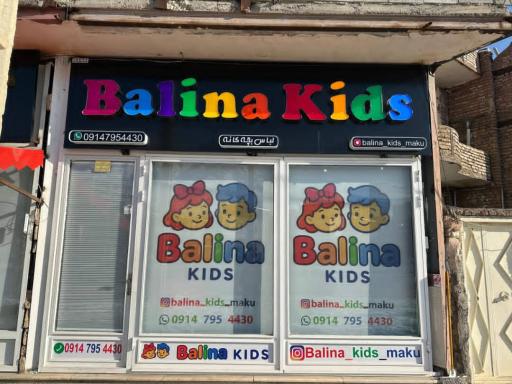 Balina Kids
09147954430
لباس بچه گانه
balina_kids_maku
Balina
KIDS
balina_kids_maku
0914 795 4430
Balina
KIDS
balina_kids_maku
0914 795 4430
0914 795 4430
Balina KIDS
Balina_kids_maku